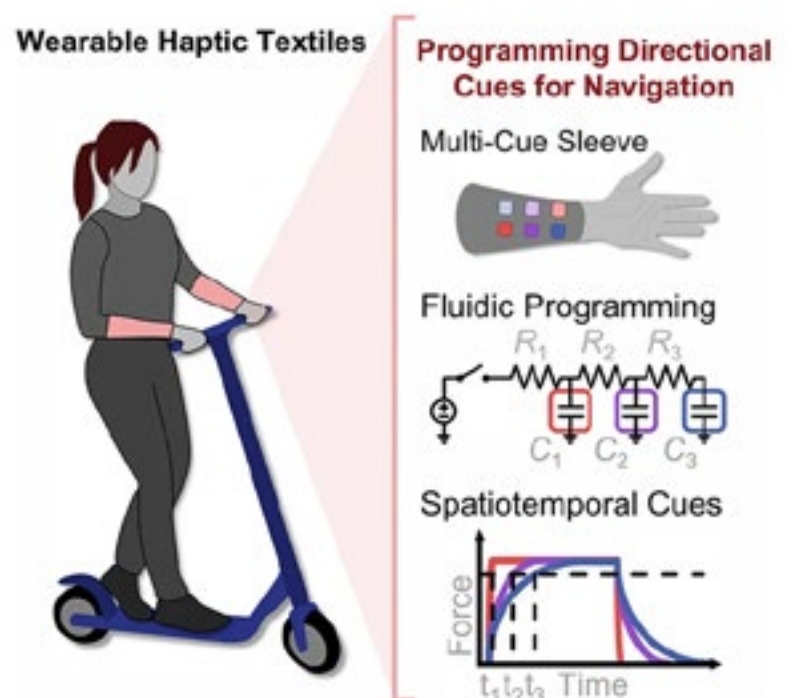 Wearable Haptic Textiles
Programming Directional
Cues for Navigation
Multi-Cue Sleeve
Fluidic Programming
R₁ R₂ R₃
C₁ C₂ C₃
Spatiotemporal Cues
Force
t₁t₂t₃ Time